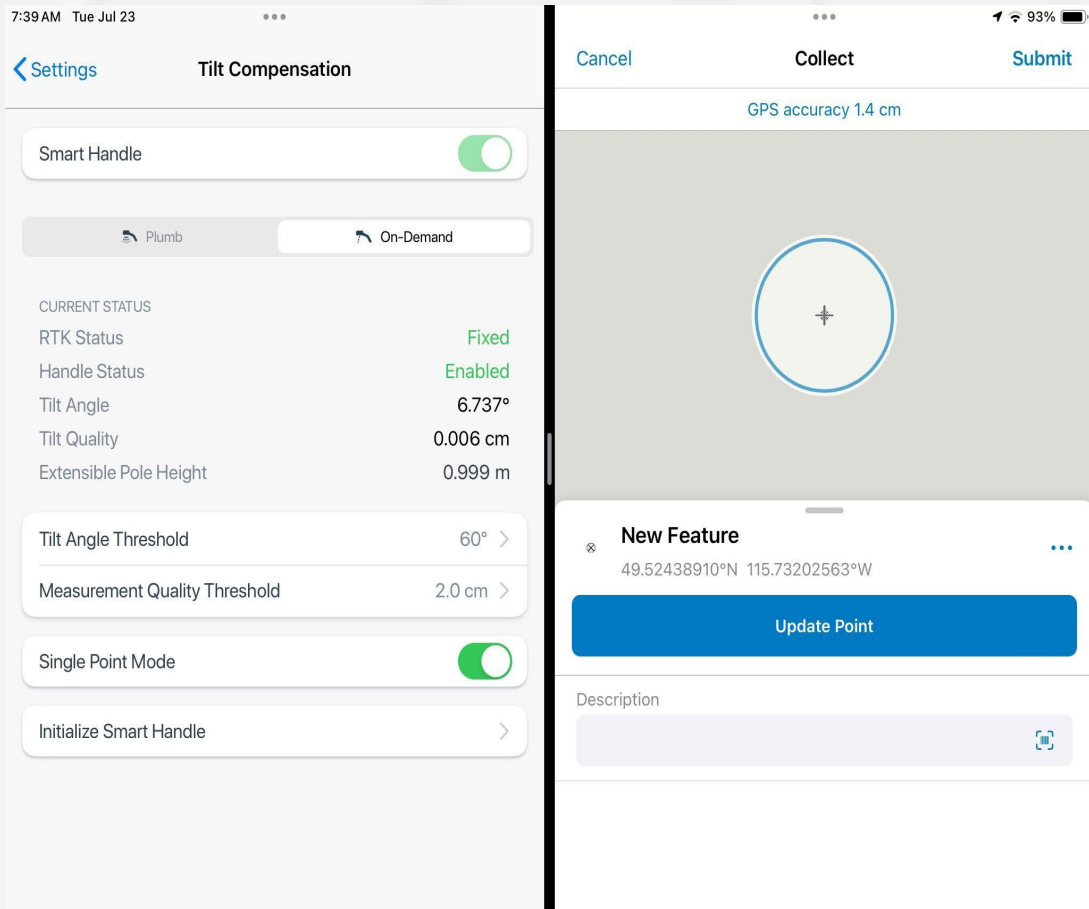 7:39 AM Tue Jul 23
Settings
Tilt Compensation
Smart Handle
Plumb
On-Demand
CURRENT STATUS
RTK Status Fixed
Handle Status Enabled
Tilt Angle 6.737°
Tilt Quality 0.006 cm
Extensible Pole Height 0.999 m
Tilt Angle Threshold 60°
Measurement Quality Threshold 2.0 cm
Single Point Mode
Initialize Smart Handle
93%
Cancel Collect Submit
GPS accuracy 1.4 cm
New Feature
49.52438910°N 115.73202563°W
Update Point
Description